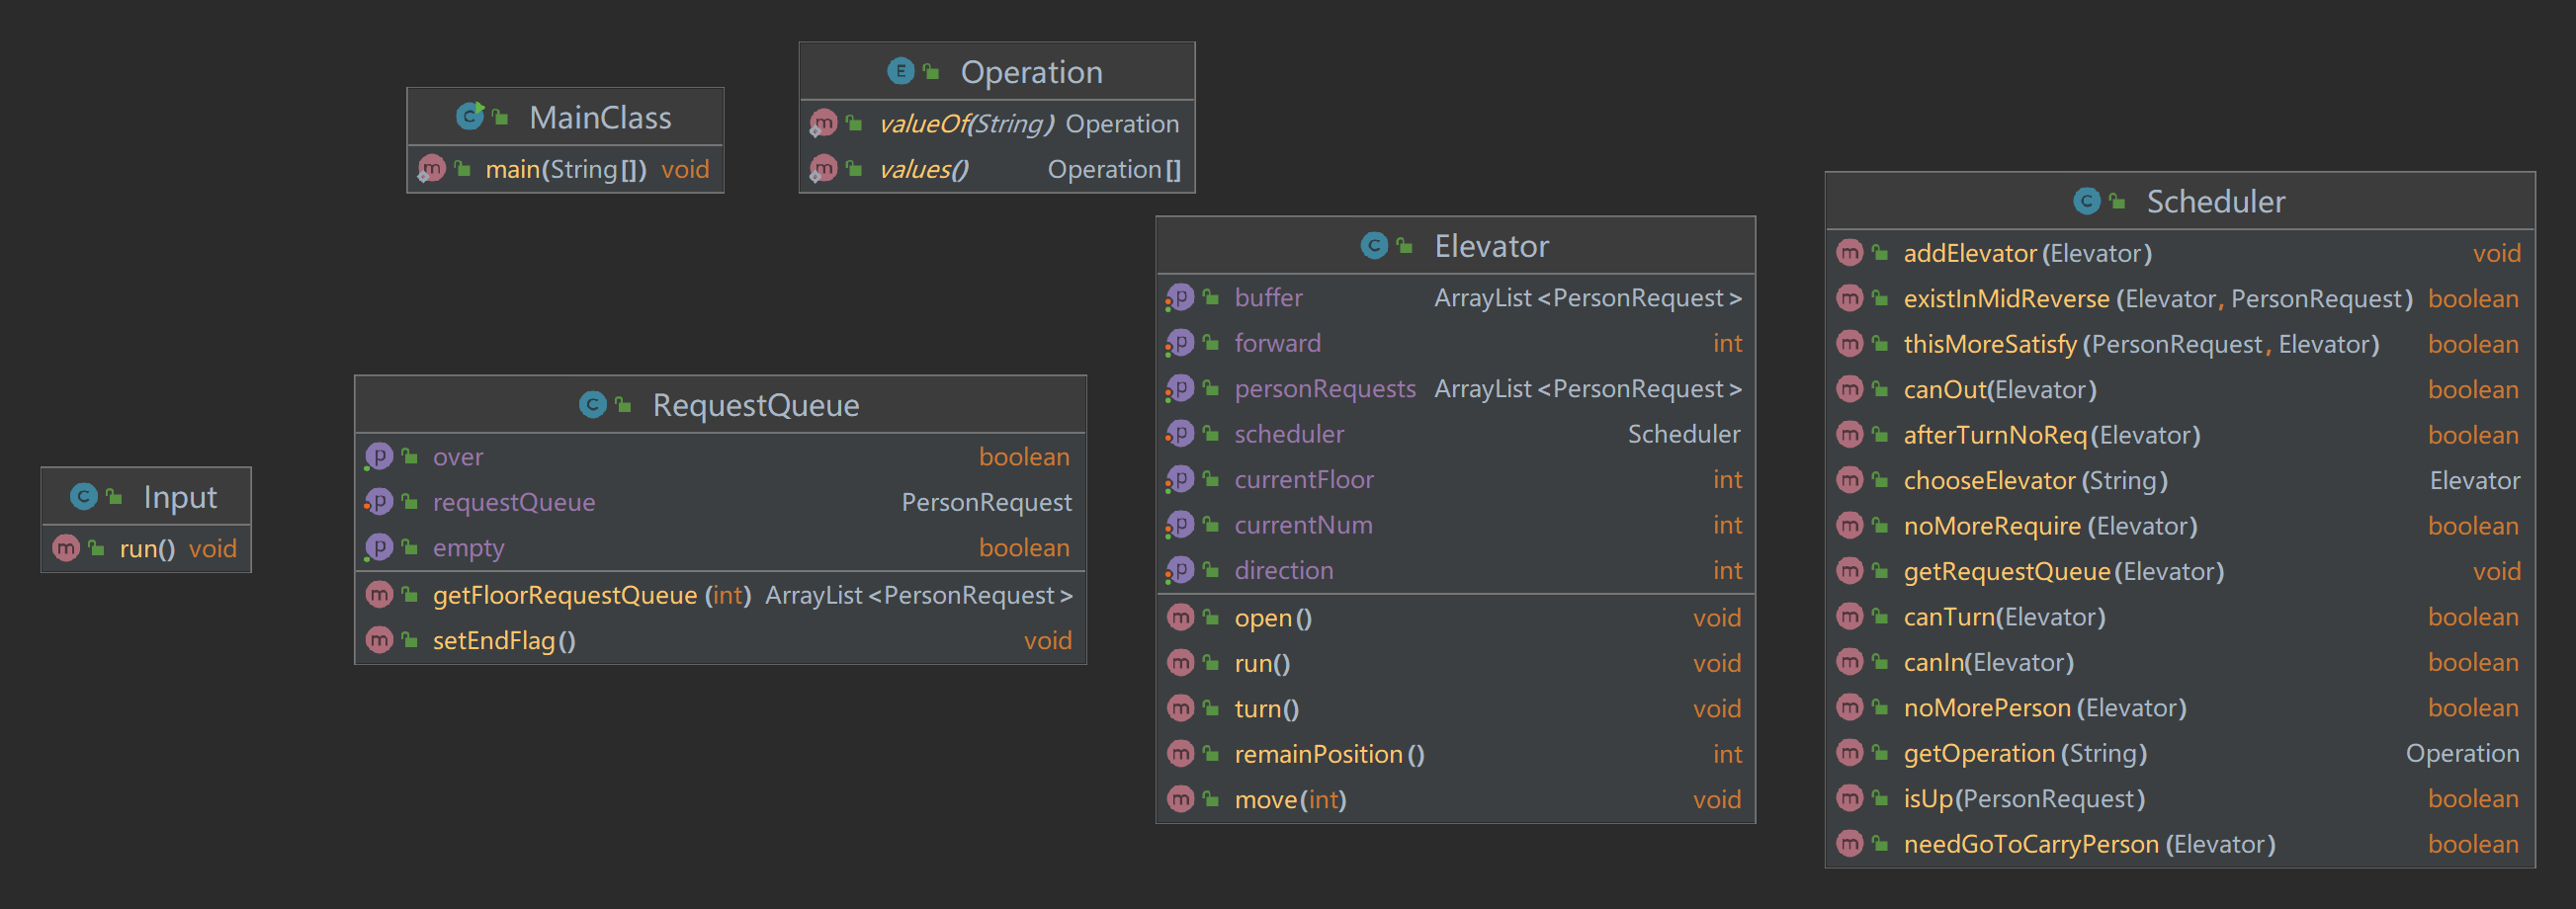 MainClass
main(String[]) void
Operation
valueOf(String) Operation
values() Operation[]
Input
run() void
RequestQueue
over boolean
requestQueue PersonRequest
empty boolean
getFloorRequestQueue(int) ArrayList<PersonRequest>
setEndFlag() void
Elevator
buffer ArrayList<PersonRequest>
forward int
personRequests ArrayList<PersonRequest>
scheduler Scheduler
currentFloor int
currentNum int
direction int
open() void
run() void
turn() void
remainPosition() int
move(int) void
Scheduler
addElevator(Elevator) void
existInMidReverse(Elevator, PersonRequest) boolean
thisMoreSatisfy(PersonRequest, Elevator) boolean
canOut(Elevator) boolean
afterTurnNoReq(Elevator) boolean
chooseElevator(String) Elevator
noMoreRequire(Elevator) boolean
getRequestQueue(Elevator) void
canTurn(Elevator) boolean
canIn(Elevator) boolean
noMorePerson(Elevator) boolean
getOperation(String) Operation
isUp(PersonRequest) boolean
needGoToCarryPerson(Elevator) boolean